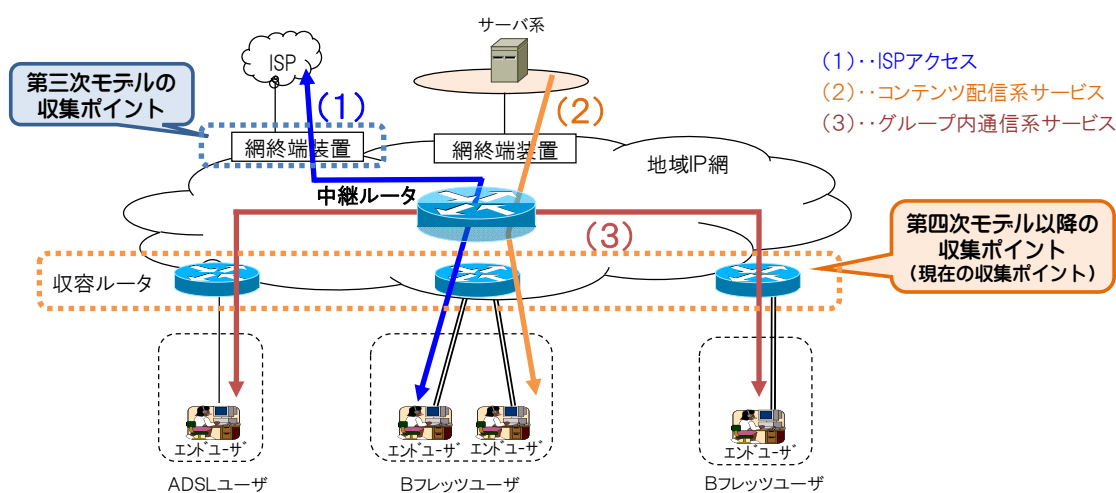 サーバ系
ISP
第三次モデルの
収集ポイント
(1)‥ISPアクセス
(2)‥コンテンツ配信系サービス
(3)‥グループ内通信系サービス
(1)
(2)
網終端装置
網終端装置
地域IP網
中継ルータ
(3)
第四次モデル以降の
収集ポイント
(現在の収集ポイント)
収容ルータ
エンドユーザ
エンドユーザ
エンドユーザ
エンドユーザ
ADSLユーザ
Bフレッツユーザ
Bフレッツユーザ